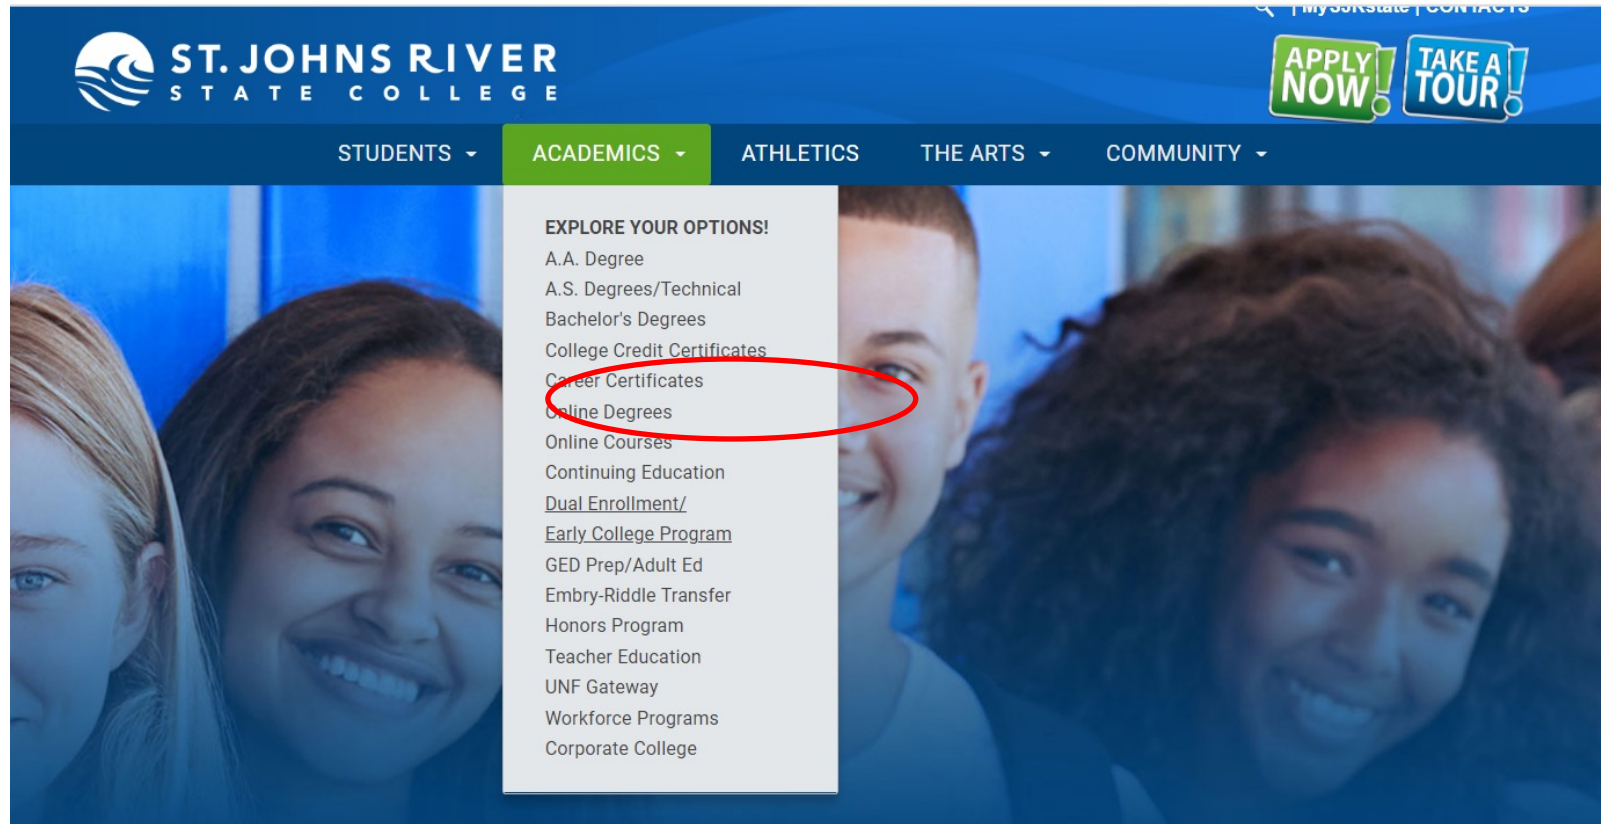 | MySJRstate | CONTACTS
ST. JOHNS RIVER
STATE COLLEGE
APPLY NOW!
TAKE A TOUR!
STUDENTS
ACADEMICS
ATHLETICS
THE ARTS
COMMUNITY
EXPLORE YOUR OPTIONS!
A.A. Degree
A.S. Degrees/Technical
Bachelor's Degrees
College Credit Certificates
Career Certificates
Online Degrees
Online Courses
Continuing Education
Dual Enrollment/
Early College Program
GED Prep/Adult Ed
Embry-Riddle Transfer
Honors Program
Teacher Education
UNF Gateway
Workforce Programs
Corporate College